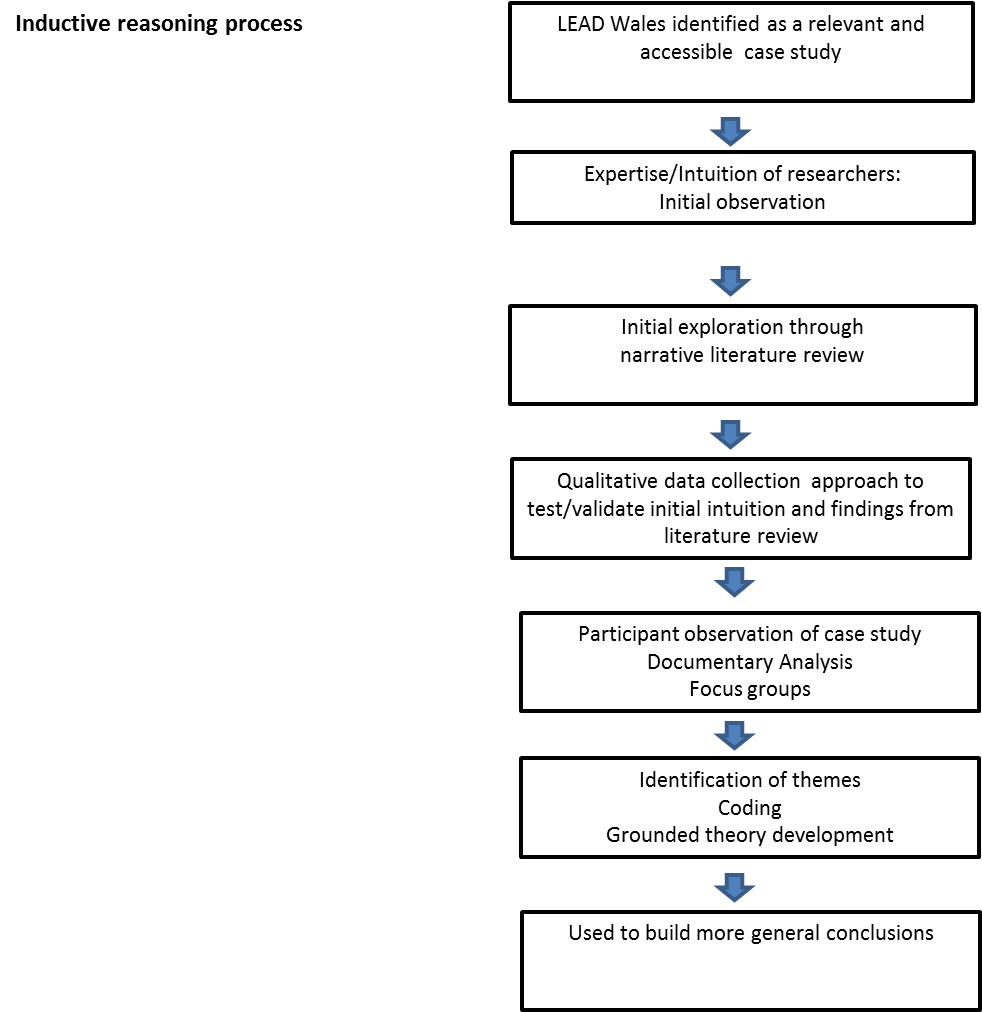 Inductive reasoning process
LEAD Wales identified as a relevant and
accessible case study
Expertise/Intuition of researchers:
Initial observation
Initial exploration through
narrative literature review
Qualitative data collection approach to
test/validate initial intuition and findings from
literature review
Participant observation of case study
Documentary Analysis
Focus groups
Identification of themes
Coding
Grounded theory development
Used to build more general conclusions